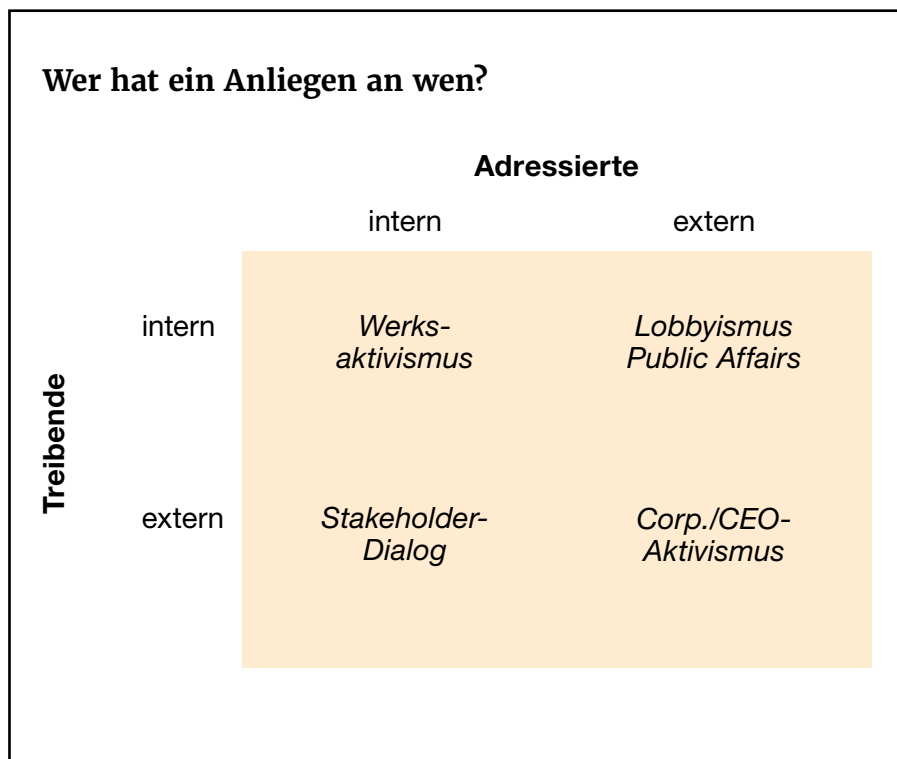 Wer hat ein Anliegen an wen?
Adressierte
intern extern
Treibende
intern
Werks-
aktivismus
Lobbyismus
Public Affairs
extern
Stakeholder-
Dialog
Corp./CEO-
Aktivismus